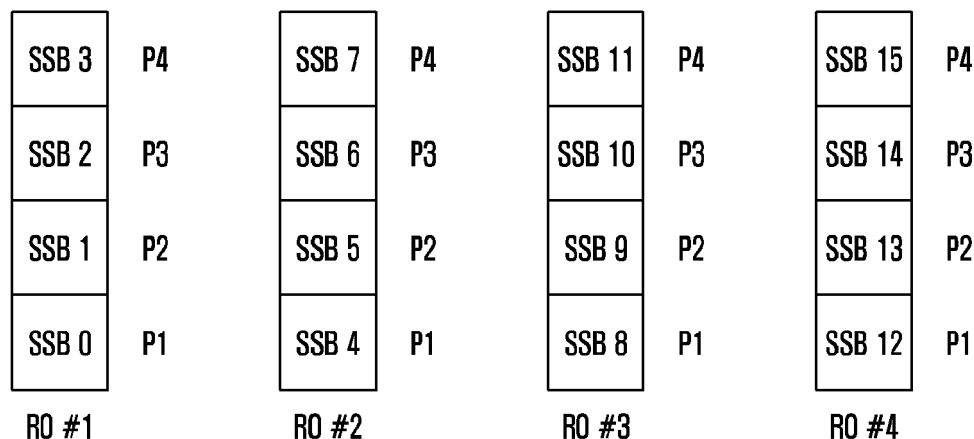 SSB 3 P4 SSB 7 P4 SSB 11 P4 SSB 15 P4
SSB 2 P3 SSB 6 P3 SSB 10 P3 SSB 14 P3
SSB 1 P2 SSB 5 P2 SSB 9 P2 SSB 13 P2
SSB 0 P1 SSB 4 P1 SSB 8 P1 SSB 12 P1
RO #1 RO #2 RO #3 RO #4